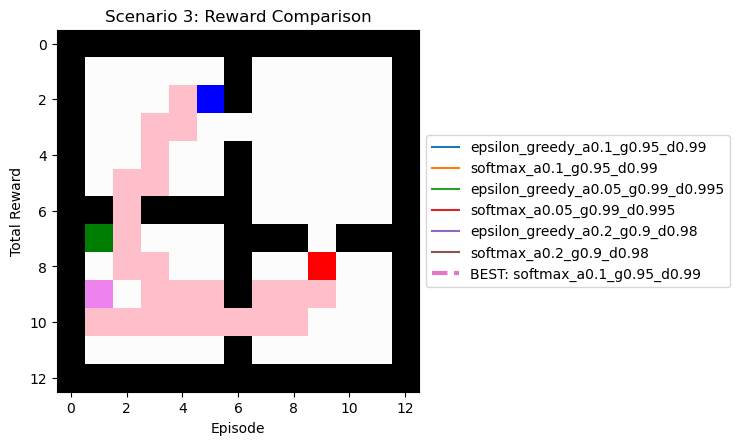 Scenario 3: Reward Comparison
Total Reward
0
2
4
6
8
10
12
0
2
4
6
8
10
12
Episode
epsilon_greedy_a0.1_g0.95_d0.99
softmax_a0.1_g0.95_d0.99
epsilon_greedy_a0.05_g0.99_d0.995
softmax_a0.05_g0.99_d0.995
epsilon_greedy_a0.2_g0.9_d0.98
softmax_a0.2_g0.9_d0.98
BEST: softmax_a0.1_g0.95_d0.99